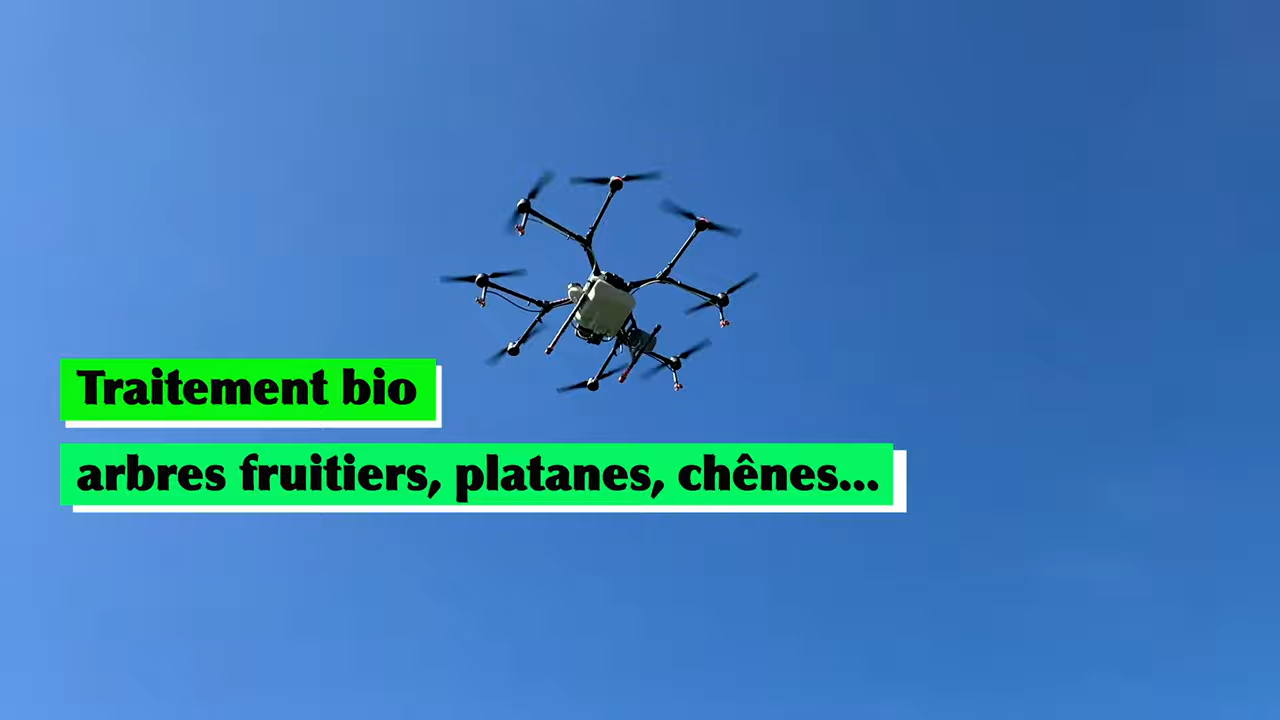 Traitement bio
arbres fruitiers, platanes, chênes...